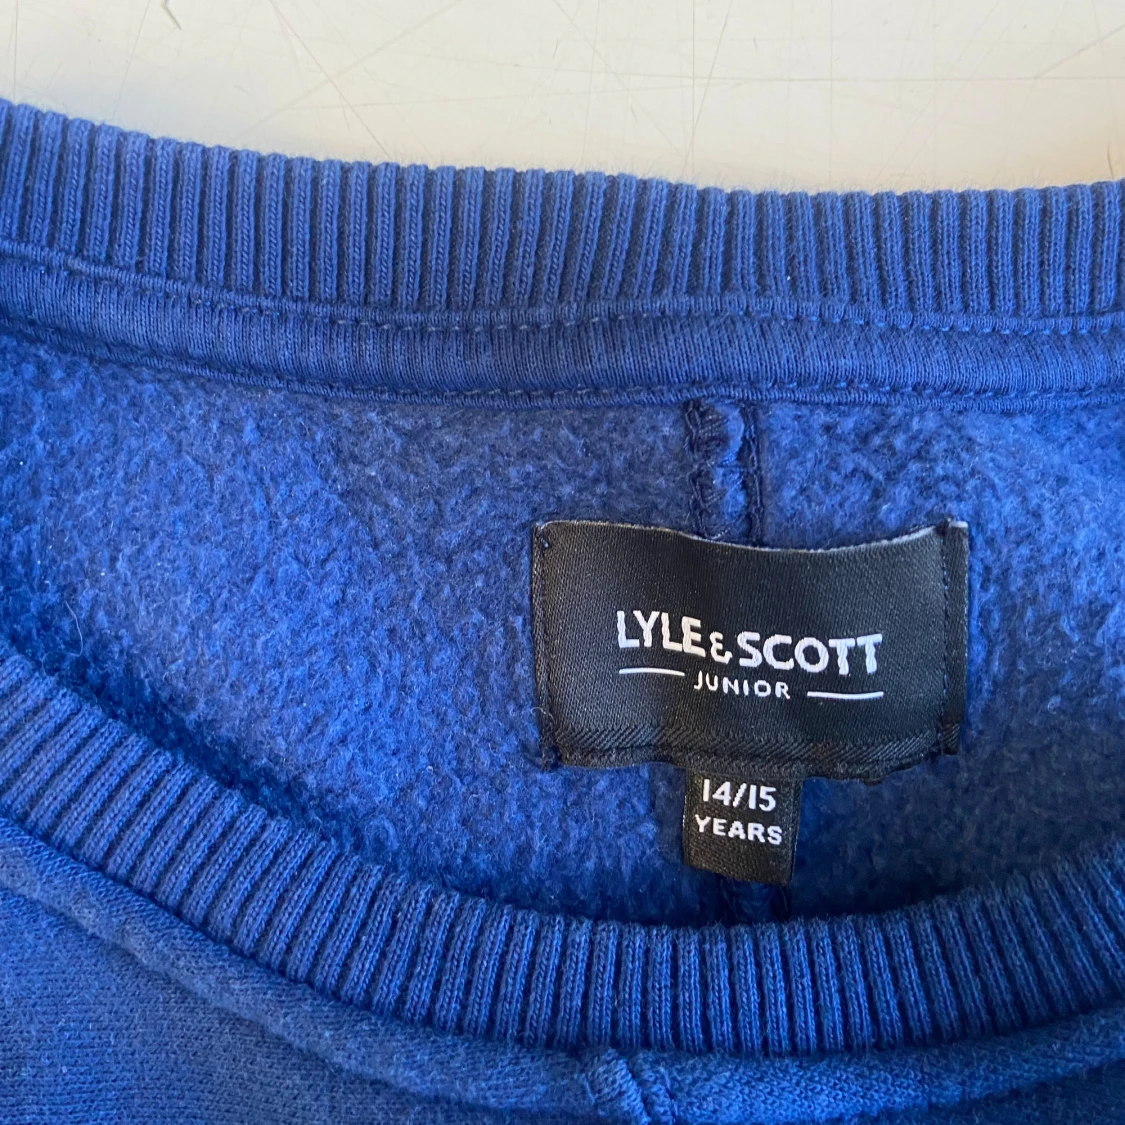 LYLE & SCOTT
JUNIOR
14/15
YEARS